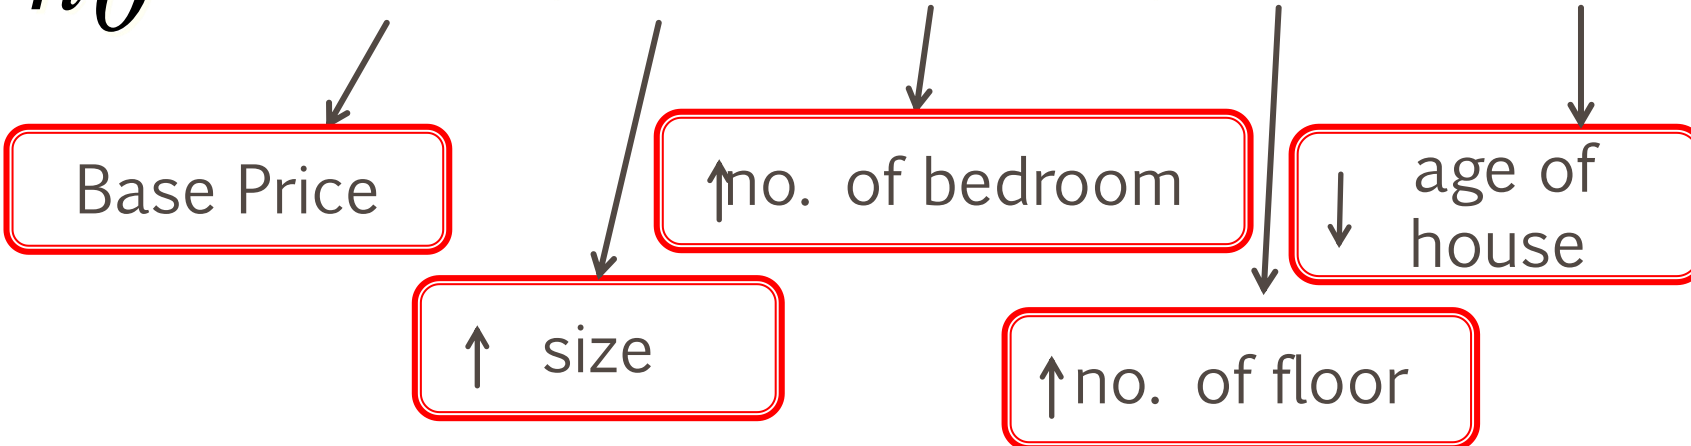 Base Price
↑no. of bedroom
↓ age of
house
↑ size
↑no. of floor